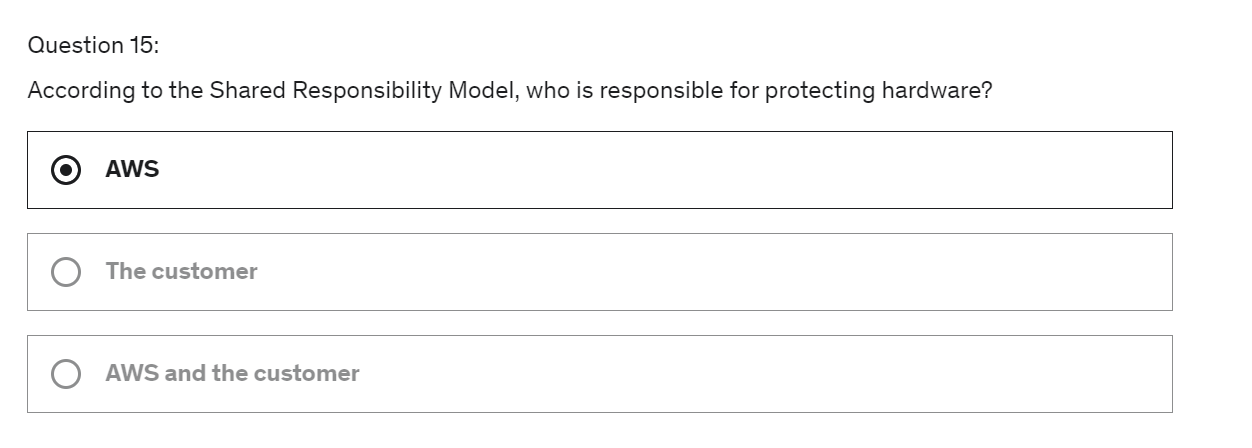 Question 15:
According to the Shared Responsibility Model, who is responsible for protecting hardware?
AWS
The customer
AWS and the customer